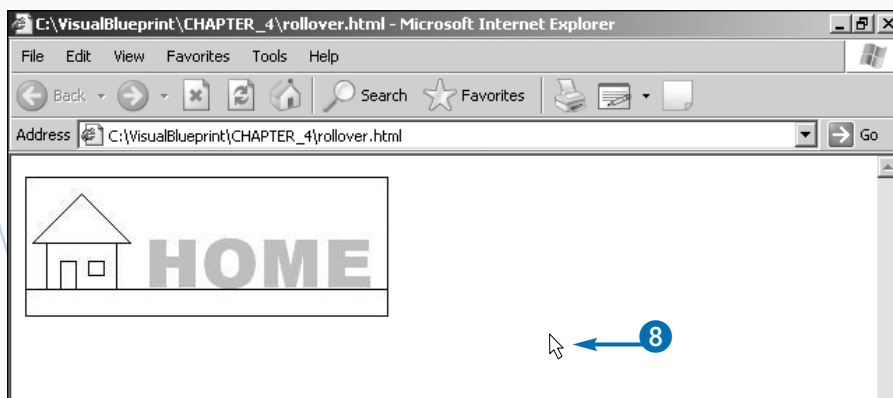 C:\VisualBlueprint\CHAPTER_4\rollover.html - Microsoft Internet Explorer
File Edit View Favorites Tools Help
Back Search Favorites
Address C:\VisualBlueprint\CHAPTER_4\rollover.html Go
HOME
8